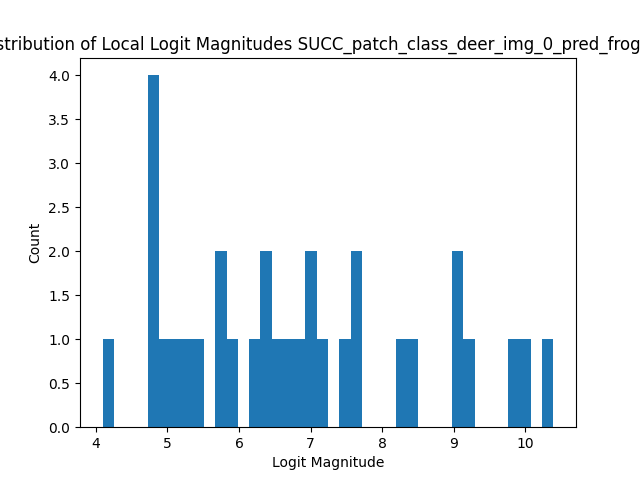 stribution of Local Logit Magnitudes SUCC_patch_class_deer_img_0_pred_frog
4.0
3.5
3.0
2.5
2.0
1.5
1.0
0.5
0.0
Count
4 5 6 7 8 9 10
Logit Magnitude